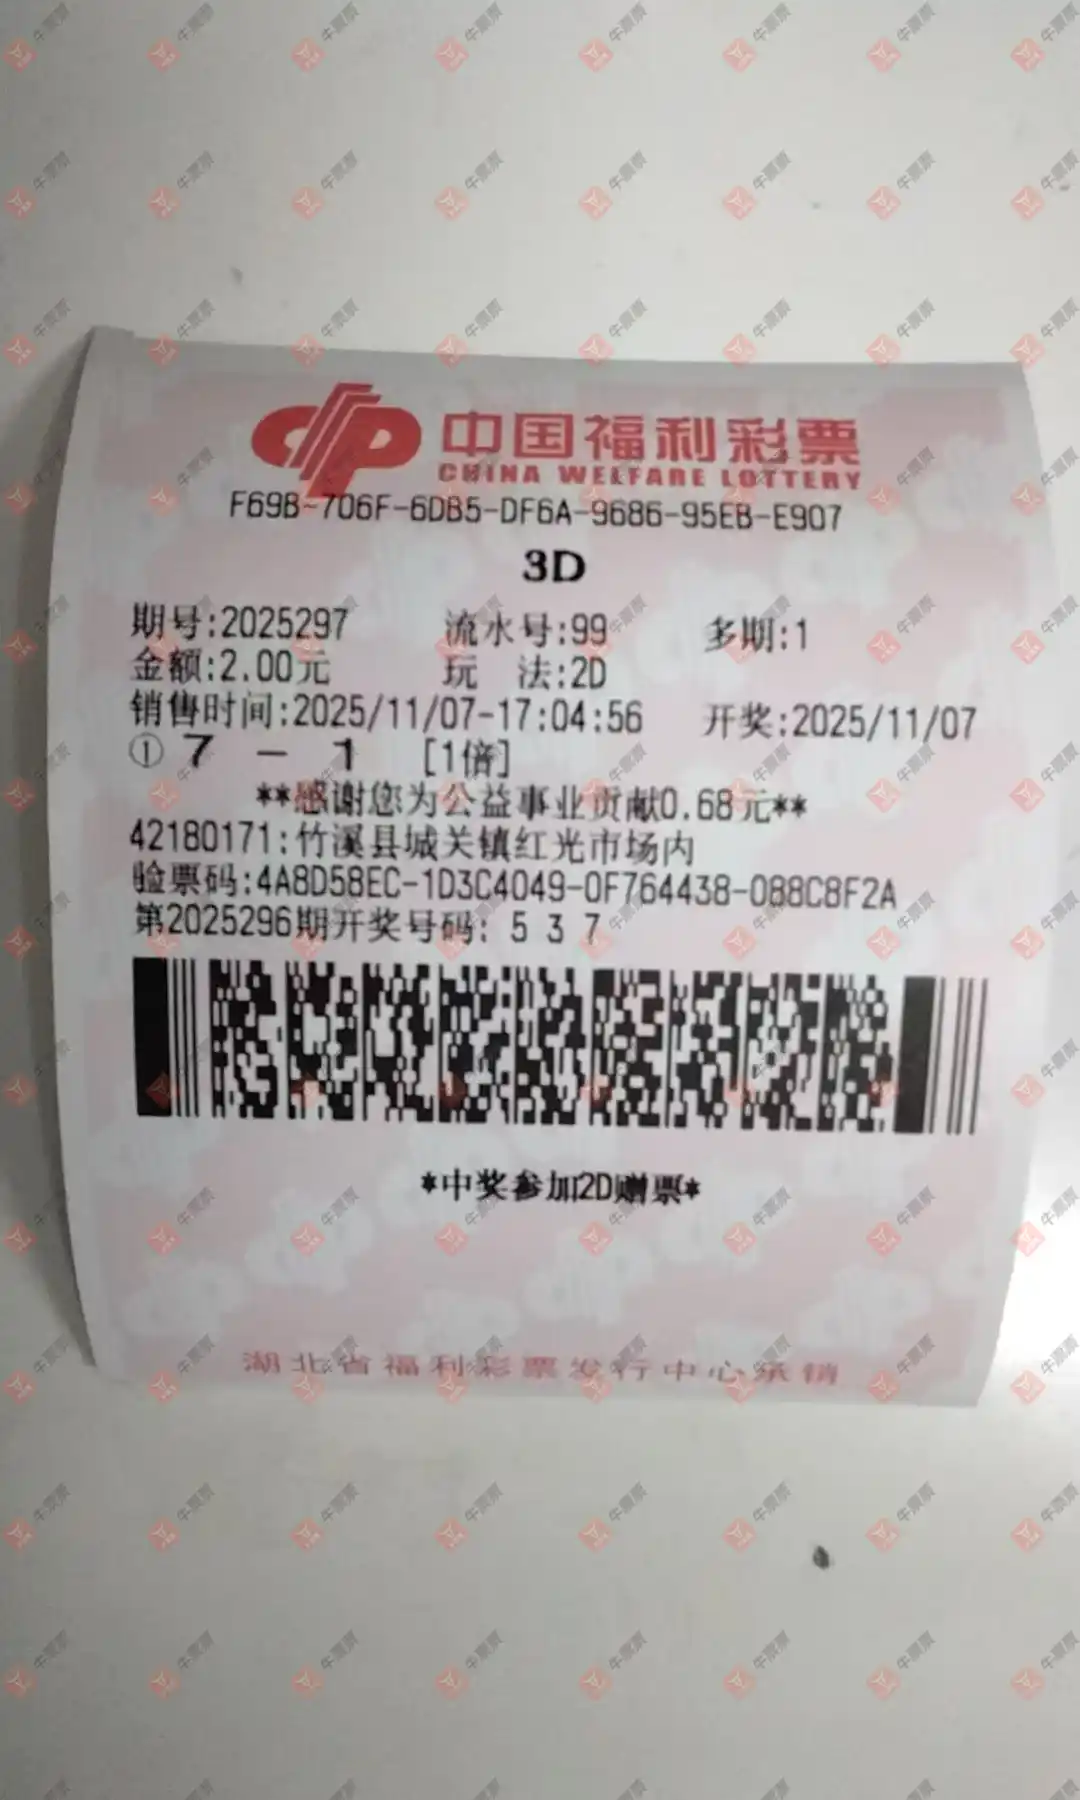 中国福利彩票
CHINA WELFARE LOTTERY
F69B-706F-6DB5-DF6A-9686-95EB-E907
3D
期号:2025297 流水号:99 多期:1
金额:2.00元 玩 法:2D
销售时间:2025/11/07-17:04:56 开奖:2025/11/07
① 7 - 1 [1倍]
**感谢您为公益事业贡献0.68元**
42180171:竹溪县城关镇红光市场内
验票码:4A8D58EC-1D3C4049-0F764438-088C8F2A
第2025296期开奖号码: 5 3 7
*中奖参加2D赠票*
湖北省福利彩票发行中心承销
牛票票